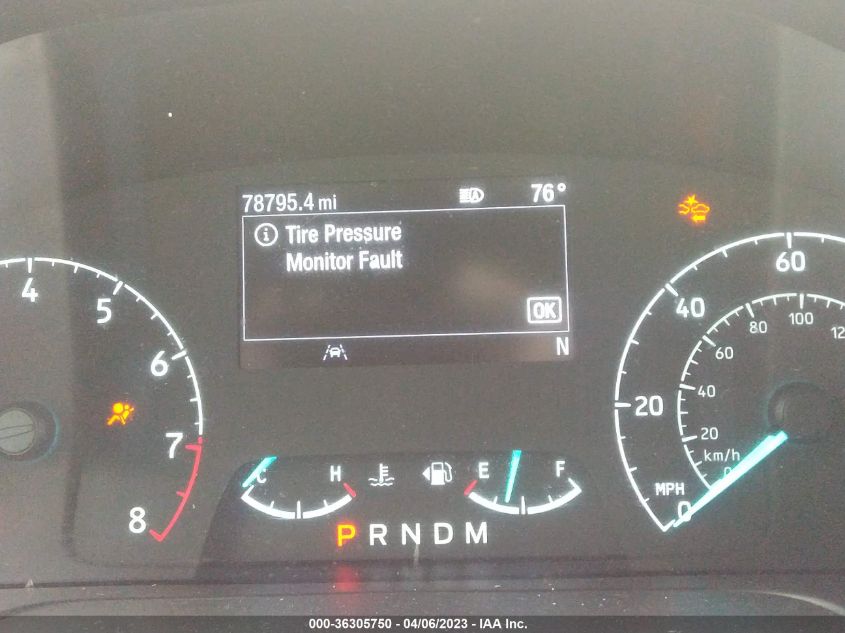 78795.4 mi 76°
Tire Pressure
Monitor Fault
OK
N
4
5
6
7
8
C H
E F
P R N D M
60
40
20
0
MPH
100
80
60
40
20
0
km/h
000-36305750 - 04/06/2023 - IAA Inc.